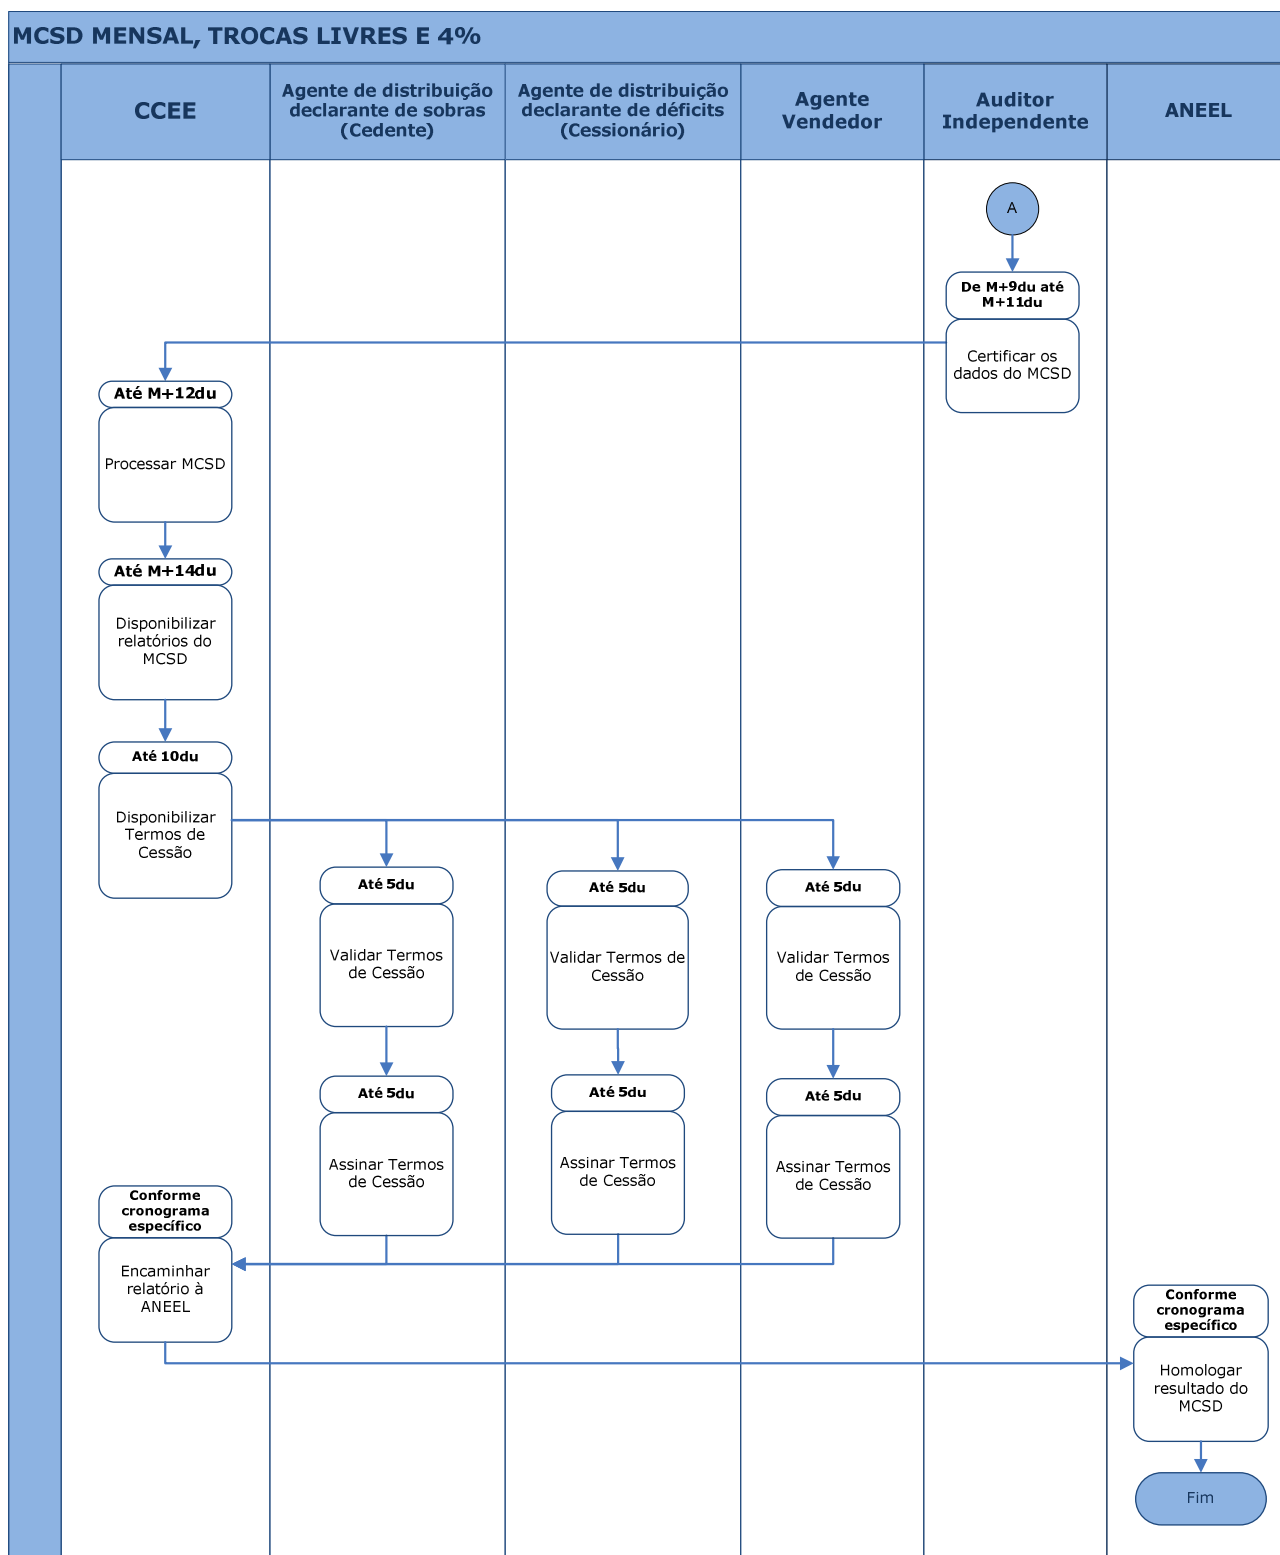 MCSD MENSAL, TROCAS LIVRES E 4%
CCEE
Agente de distribuição
declarante de sobras
(Cedente)
Agente de distribuição
declarante de déficits
(Cessionário)
Agente
Vendedor
Auditor
Independente
ANEEL
A
De M+9du até
M+11du
Certificar os
dados do MCSD
Até M+12du
Processar MCSD
Até M+14du
Disponibilizar
relatórios do
MCSD
Até 10du
Disponibilizar
Termos de
Cessão
Até 5du
Validar Termos
de Cessão
Até 5du
Validar Termos de
Cessão
Até 5du
Validar Termos
de Cessão
Até 5du
Assinar Termos
de Cessão
Até 5du
Assinar Termos
de Cessão
Até 5du
Assinar Termos
de Cessão
Conforme
cronograma
específico
Encaminhar
relatório à
ANEEL
Conforme
cronograma
específico
Homologar
resultado do
MCSD
Fim